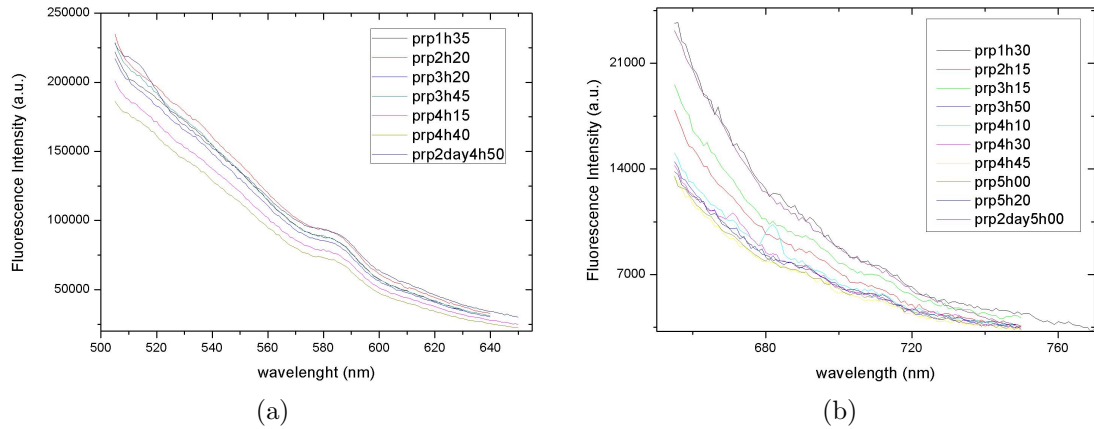 250000
200000
150000
100000
50000
Fluorescence Intensity (a.u.)
500 520 540 560 580 600 620 640
wavelenght (nm)
prp1h35
prp2h20
prp3h20
prp3h45
prp4h15
prp4h40
prp2day4h50
(a)
21000
14000
7000
Fluorescence Intensity (a.u.)
680 720 760
wavelength (nm)
prp1h30
prp2h15
prp3h15
prp3h50
prp4h10
prp4h30
prp4h45
prp5h00
prp5h20
prp2day5h00
(b)